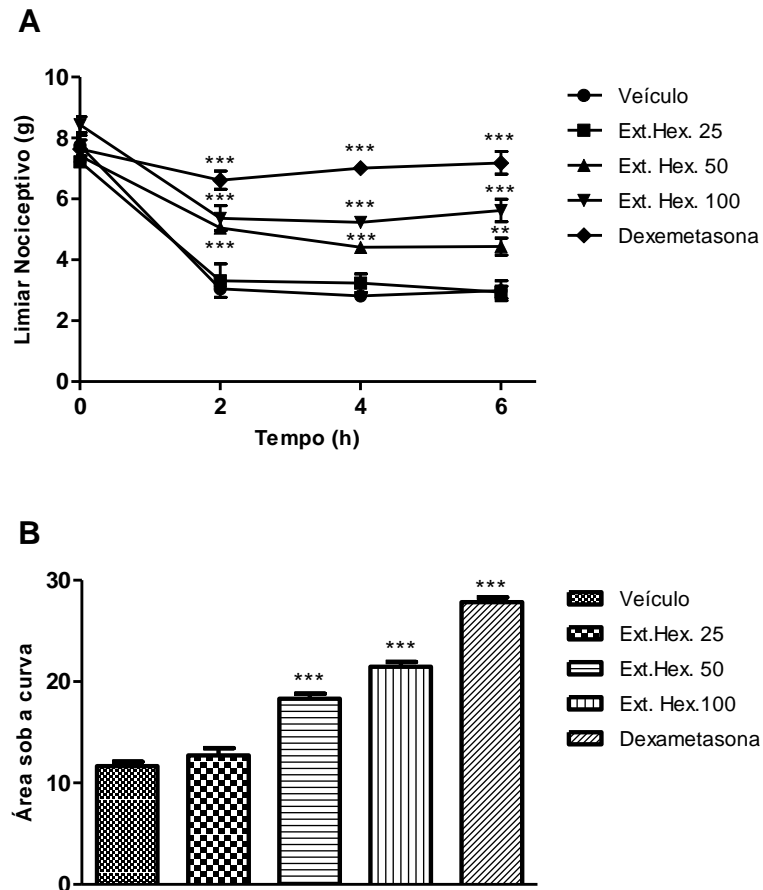 A
Limiar Nociceptivo (g)
10
8
6
4
2
0
***
***
***
***
***
***
***
***
**
0 2 4 6
Tempo (h)
Veículo
Ext.Hex. 25
Ext. Hex. 50
Ext. Hex. 100
Dexemetasona
B
Área sob a curva
30
20
10
0
***
***
***
Veículo
Ext.Hex. 25
Ext.Hex. 50
Ext. Hex.100
Dexametasona